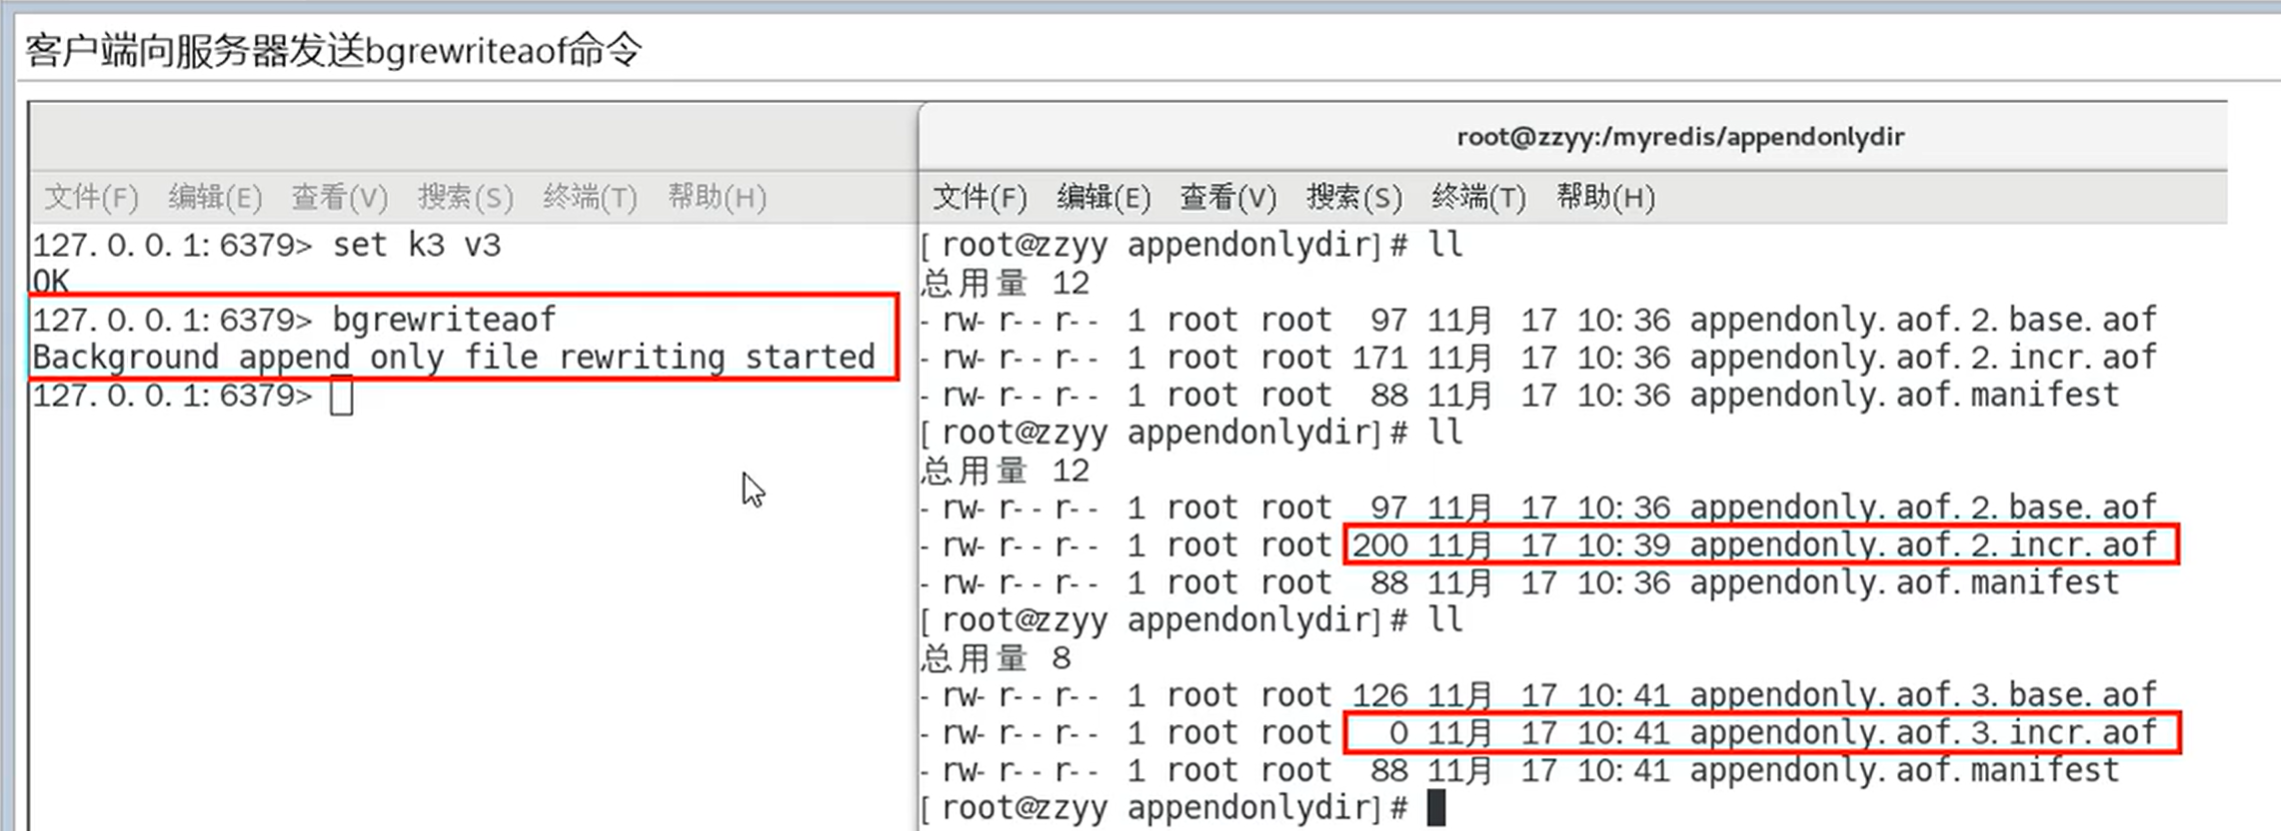 客户端向服务器发送bgrewriteaof命令
文件(F) 编辑(E) 查看(V) 搜索(S) 终端(T) 帮助(H)
127.0.0.1:6379> set k3 v3
OK
127.0.0.1:6379> bgrewriteaof
Background append only file rewriting started
127.0.0.1:6379>
root@zzyy:/myredis/appendonlydir
文件(F) 编辑(E) 查看(V) 搜索(S) 终端(T) 帮助(H)
[root@zzyy appendonlydir]# ll
总用量 12
-rw-r--r-- 1 root root 97 11月 17 10:36 appendonly.aof.2.base.aof
-rw-r--r-- 1 root root 171 11月 17 10:36 appendonly.aof.2.incr.aof
-rw-r--r-- 1 root root 88 11月 17 10:36 appendonly.aof.manifest
[root@zzyy appendonlydir]# ll
总用量 12
-rw-r--r-- 1 root root 97 11月 17 10:36 appendonly.aof.2.base.aof
-rw-r--r-- 1 root root 200 11月 17 10:39 appendonly.aof.2.incr.aof
-rw-r--r-- 1 root root 88 11月 17 10:36 appendonly.aof.manifest
[root@zzyy appendonlydir]# ll
总用量 8
-rw-r--r-- 1 root root 126 11月 17 10:41 appendonly.aof.3.base.aof
-rw-r--r-- 1 root root 0 11月 17 10:41 appendonly.aof.3.incr.aof
-rw-r--r-- 1 root root 88 11月 17 10:41 appendonly.aof.manifest
[root@zzyy appendonlydir]#